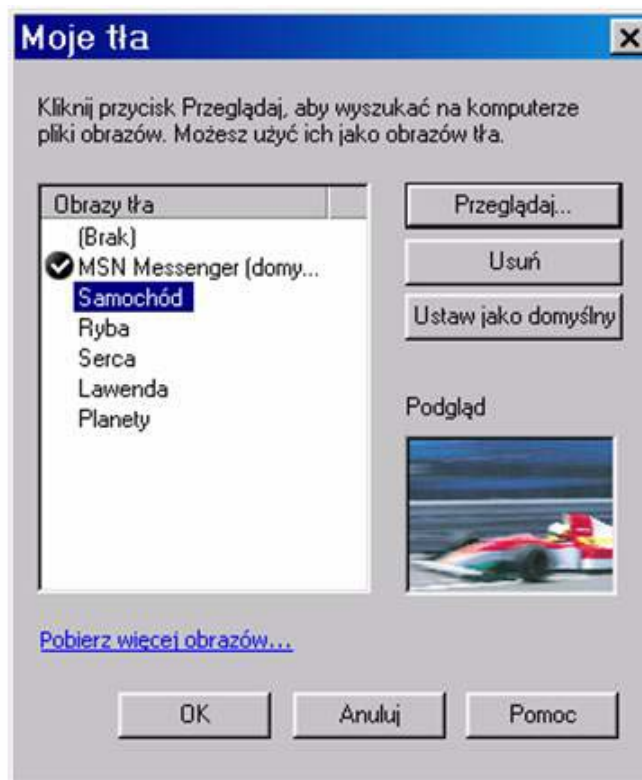 Moje tła
Kliknij przycisk Przeglądaj, aby wyszukać na komputerze
pliki obrazów. Możesz użyć ich jako obrazów tła.
Obrazy tła
(Brak)
MSN Messenger (domy...
Samochód
Ryba
Serca
Lawenda
Planety
Przeglądaj...
Usuń
Ustaw jako domyślny
Podgląd
Pobierz więcej obrazów...
OK
Anuluj
Pomoc